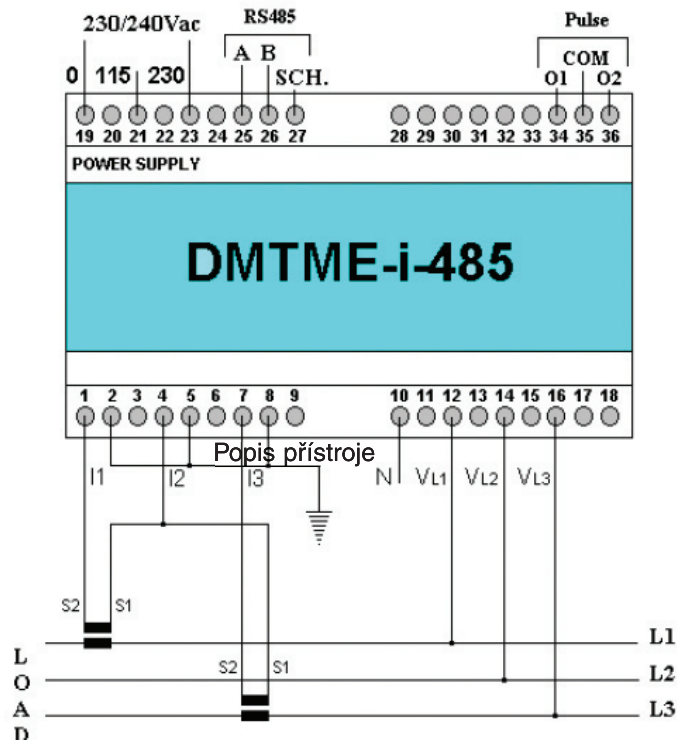 230/240Vac
RS485
Pulse
A B
COM
0 115 230
SCH.
O1 O2
19 20 21 22 23 24 25 26 27 28 29 30 31 32 33 34 35 36
POWER SUPPLY
DMTME-i-485
1 2 3 4 5 6 7 8 9 10 11 12 13 14 15 16 17 18
Popis přístroje
I1 I2 I3 N VL1 VL2 VL3
S2 S1
L1
S2 S1
L2
L3
LOAD